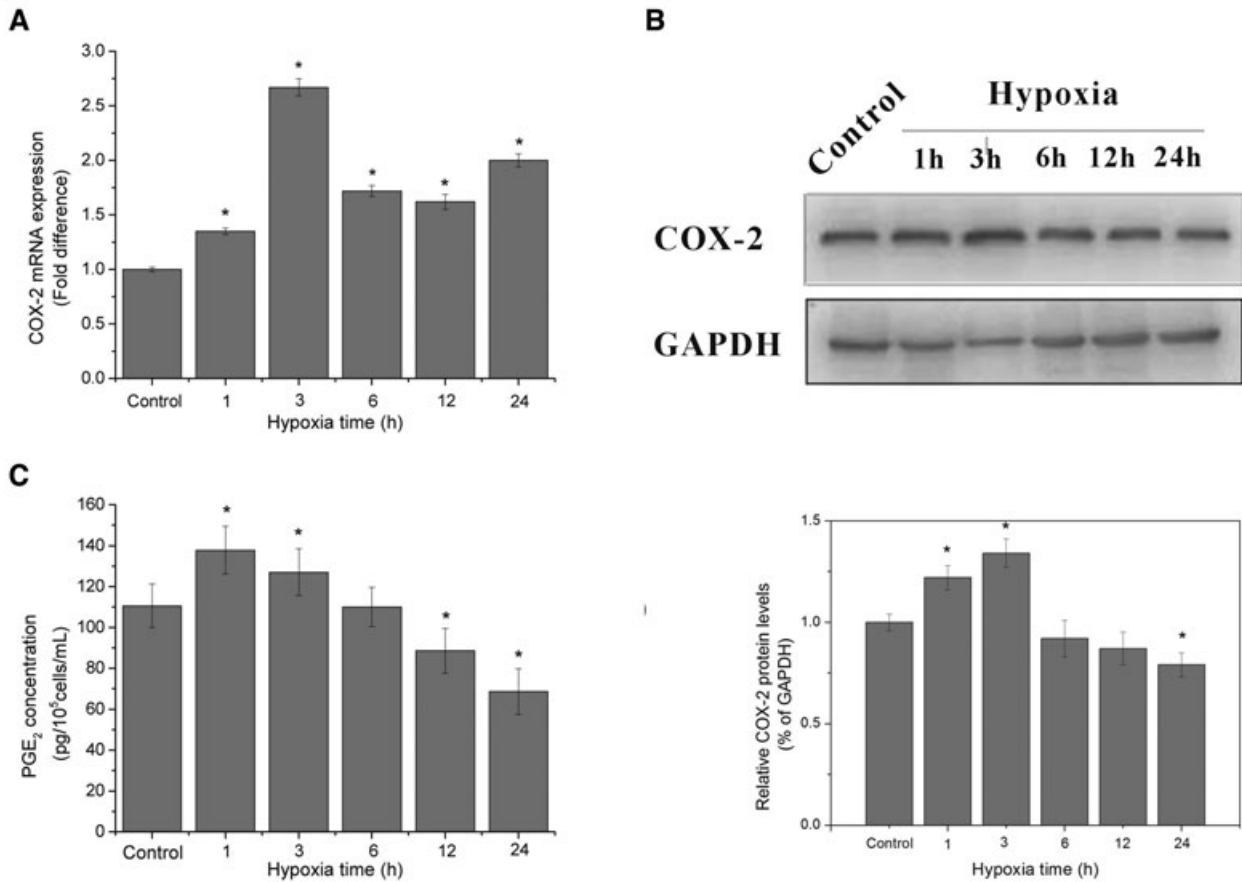 A
COX-2 mRNA expression
(Fold difference)
3.0
2.5
2.0
1.5
1.0
0.5
0.0
*
*
*
*
*
Control 1 3 6 12 24
Hypoxia time (h)
B
Control
Hypoxia
1h 3h 6h 12h 24h
COX-2
GAPDH
C
PGE2 concentration
(pg/10⁵cells/mL)
160
140
120
100
80
60
40
20
0
*
*
*
*
Control 1 3 6 12 24
Hypoxia time (h)
Relative COX-2 protein levels
(% of GAPDH)
1.5
1.0
0.5
0.0
*
*
*
Control 1 3 6 12 24
Hypoxia time (h)